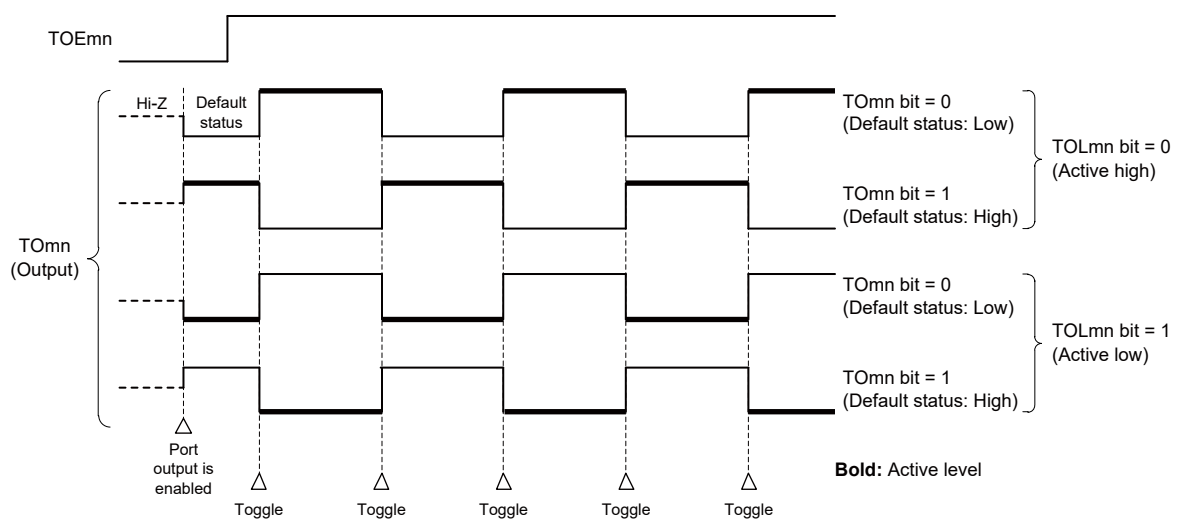 TOEmn
Hi-Z
Default
status
TOmn bit = 0
(Default status: Low)
TOLmn bit = 0
(Active high)
TOmn bit = 1
(Default status: High)
TOmn
(Output)
TOmn bit = 0
(Default status: Low)
TOLmn bit = 1
(Active low)
TOmn bit = 1
(Default status: High)
Port
output is
enabled
Bold: Active level
Toggle
Toggle
Toggle
Toggle
Toggle